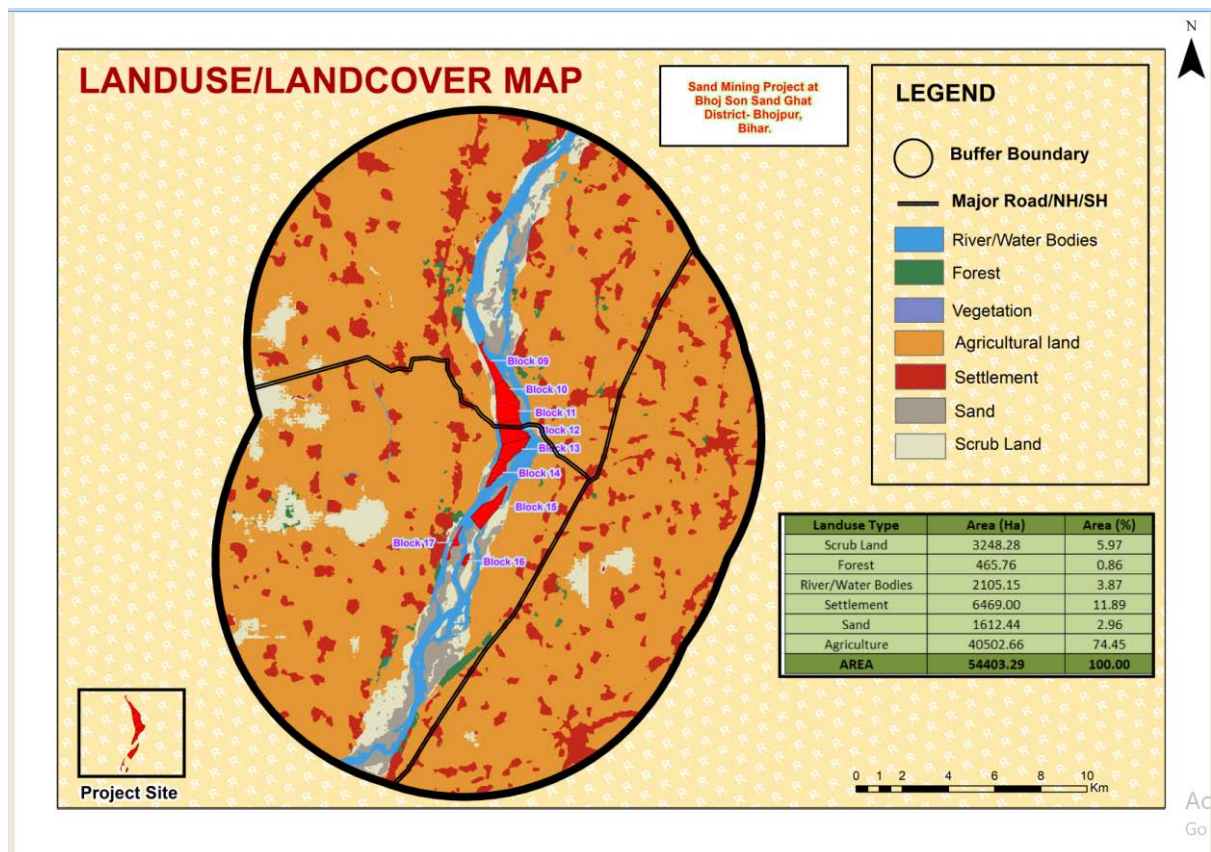 N
LANDUSE/LANDCOVER MAP
Sand Mining Project at
Bhoj Son Sand Ghat
District- Bhojpur,
Bihar.
LEGEND
Buffer Boundary
Major Road/NH/SH
River/Water Bodies
Forest
Vegetation
Agricultural land
Settlement
Sand
Scrub Land
Block 09
Block 10
Block 11
lock 12
Block 13
Block 14
Block 15
Block 17
Block 16
Landuse Type Area (Ha) Area (%)
Scrub Land 3248.28 5.97
Forest 465.76 0.86
River/Water Bodies 2105.15 3.87
Settlement 6469.00 11.89
Sand 1612.44 2.96
Agriculture 40502.66 74.45
AREA 54403.29 100.00
Project Site
0 1 2 4 6 8 10
Km
Ac
Go